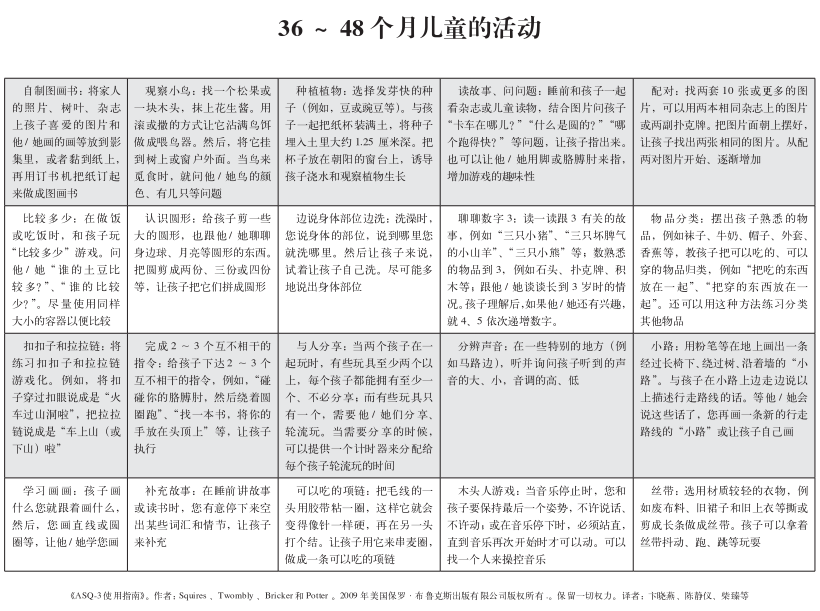 36 ~ 48 个月儿童的活动
自制图画书：将家人
的照片、树叶、杂志
上孩子喜爱的图片和
他/她画的画等放到影
集里，或者黏到纸上，
再用订书机把纸订起
来做成图画书
观察小鸟：找一个松果或
一块木头，抹上花生酱。用
滚或撒的方式让它沾满鸟饵
做成喂鸟器。然后，将它挂
到树上或窗户外面。当鸟来
觅食时，就问他/她鸟的颜
色、有几只等问题
种植植物：选择发芽快的种
子（例如，豆或豌豆等）。与孩
子一起把纸杯装满土，将种子
埋入土里大约 1.25 厘米深。把
杯子放在朝阳的窗台上，诱导
孩子浇水和观察植物生长
读故事、问问题：睡前和孩子一起
看杂志或儿童读物，结合图片问孩子
“卡车在哪儿？”“什么是圆的？”“哪
个跑得快？”等问题，让孩子指出来。
也可以让他/她用脚或胳膊肘来指，
增加游戏的趣味性
配对：找两套 10 张或更多的图
片，可以用两本相同杂志上的图片
或两副扑克牌。把图片面朝上摆好，
让孩子找出两张相同的图片。从配
两对图片开始、逐渐增加
比较多少：在做饭
或吃饭时，和孩子玩
“比较多少”游戏。问
他/她“谁的土豆比
较多？”、“谁的比较
少？”。尽量使用同样
大小的容器以便比较
认识圆形：给孩子剪一些
大的圆形，也跟他/她聊聊
身边球、月亮等圆形的东西。
把圆剪成两份、三份或四份
等，让孩子把它们拼成圆形
边说身体部位边洗：洗澡时，
您说身体的部位，说到哪里您
就洗哪里。然后让孩子来说，
试着让孩子自己洗。尽可能多
地说出身体部位
聊聊数字 3：读一读跟 3 有关的故
事，例如“三只小猪”、“三只坏脾气
的小山羊”、“三只小熊”等；数熟悉
的物品到 3，例如石头、扑克牌、积
木等；跟他/她谈谈长到 3 岁时的情
况。孩子理解后，如果他/她还有兴趣，
就 4、5 依次递增数字。
物品分类：摆出孩子熟悉的物
品，例如袜子、牛奶、帽子、外套、
香蕉等，教孩子把可以吃的、可以
穿的物品归类，例如“把吃的东西
放在一起”、“把穿的东西放在一
起”。还可以用这种方法练习分类
其他物品
扣扣子和拉拉链：将
练习扣扣子和拉拉链
游戏化。例如，将扣
子穿过扣眼说成是“火
车过山洞啦”，把拉拉
链说成是“车上山（或
下山）啦”
完成 2 ~ 3 个互不相干的
指令：给孩子下达 2 ~ 3 个
互不相干的指令，例如，“碰
碰你的胳膊肘，然后绕着圆
圈跑”、“找一本书，将你的
手放在头顶上”等，让孩子
执行
与人分享：当两个孩子在一
起玩时，有些玩具至少两个以
上，每个孩子都能拥有至少一
个、不必分享；而有些玩具只
有一个，需要他/她们分享、
轮流玩。当需要分享的时候，
可以提供一个计时器来分配给
每个孩子轮流玩的时间
分辨声音：在一些特别的地方（例
如马路边），听并询问孩子听到的声
音的大、小，音调的高、低
小路：用粉笔等在地上画出一条
经过长椅下、绕过树、沿着墙的“小
路”。与孩子在小路上边走边说以
上描述行走路线的话。等他/她会
说这些话了，您再画一条新的行走
路线的“小路”或让孩子自己画
学习画画：孩子画
什么您就跟着画什么，
然后，您画直线或圆
圈等，让他/她学您画
补充故事：在睡前讲故事
或读书时，您有意停下来空
出某些词汇和情节，让孩子
来补充
可以吃的项链：把毛线的一
头用胶带粘一圈，这样它就会
变得像针一样硬，再在另一头
打个结。让孩子用它来串麦圈，
做成一条可以吃的项链
木头人游戏：当音乐停止时，您和
孩子要保持最后一个姿势，不许说话、
不许动；或在音乐停下时，必须站直，
直到音乐再次开始时才可以动。可以
找一个人来操控音乐
丝带：选用材质较轻的衣物，例
如废布料、旧裙子和旧上衣等撕或
剪成长条做成丝带。孩子可以拿着
丝带抖动、跑、跳等玩耍
《ASQ-3使用指南》。作者：Squires 、Twombly 、Bricker 和 Potter 。2009 年美国保罗·布鲁克斯出版有限公司版权所有.。保留一切权力。译者：卞晓燕、陈静仪、柴臻等